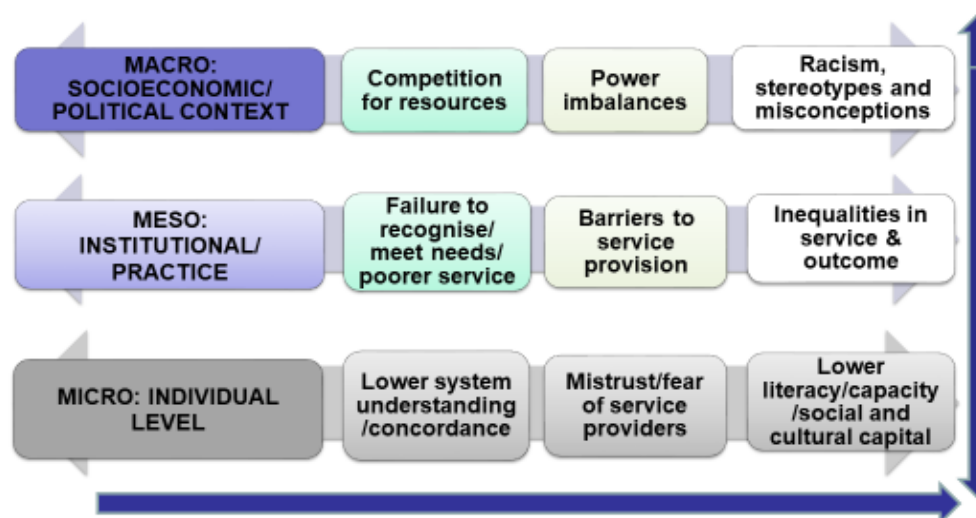 MACRO:
SOCIOECONOMIC/
POLITICAL CONTEXT
Competition
for resources
Power
imbalances
Racism,
stereotypes and
misconceptions
MESO:
INSTITUTIONAL/
PRACTICE
Failure to
recognise/
meet needs/
poorer service
Barriers to
service
provision
Inequalities in
service &
outcome
MICRO: INDIVIDUAL
LEVEL
Lower system
understanding
/concordance
Mistrust/fear
of service
providers
Lower
literacy/capacity
/social and
cultural capital